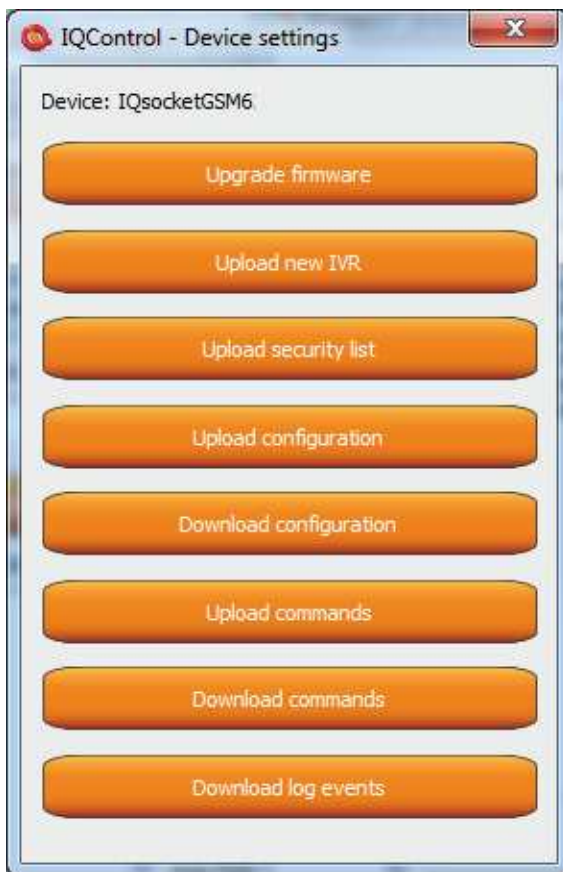 IQControl - Device settings
Device: IQsocketGSM6
Upgrade firmware
Upload new IVR
Upload security list
Upload configuration
Download configuration
Upload commands
Download commands
Download log events